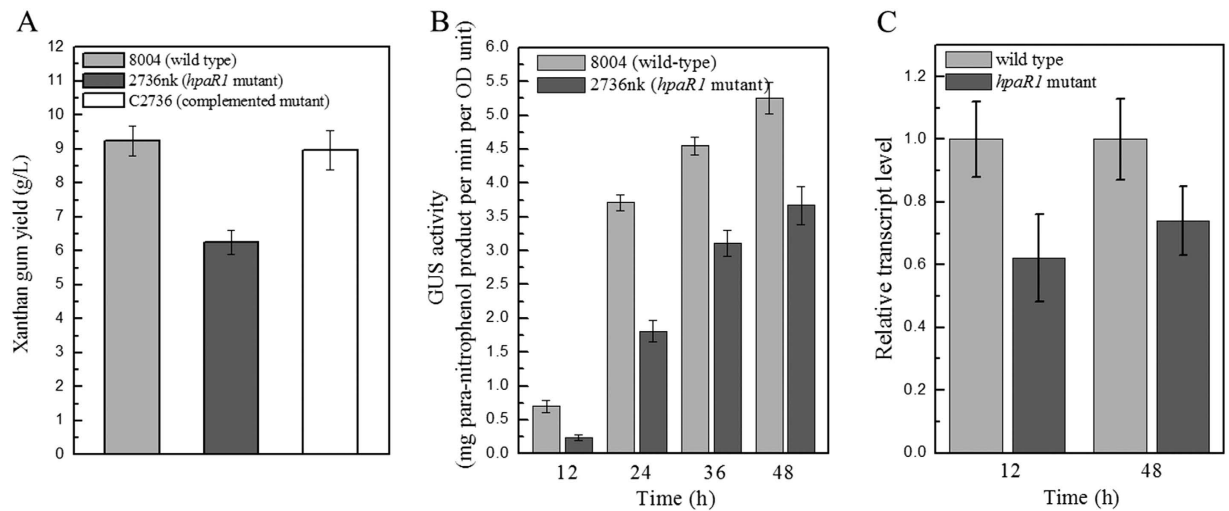 A
Xanthan gum yield (g/L)
12
11
10
9
8
7
6
5
4
3
2
1
0
8004 (wild type)
2736nk (hpaR1 mutant)
C2736 (complemented mutant)
B
GUS activity
(mg para-nitrophenol product per min per OD unit)
6.0
5.5
5.0
4.5
4.0
3.5
3.0
2.5
2.0
1.5
1.0
0.5
0.0
8004 (wild-type)
2736nk (hpaR1 mutant)
12 24 36 48
Time (h)
C
Relative transcript level
1.2
1.0
0.8
0.6
0.4
0.2
0.0
wild type
hpaR1 mutant
12 48
Time (h)